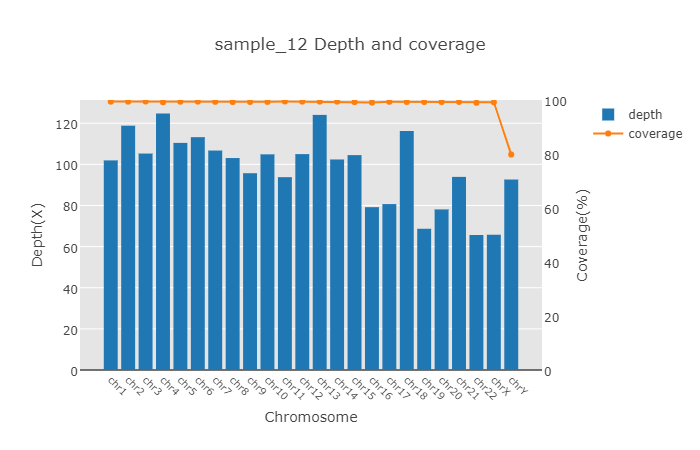 sample_12 Depth and coverage
depth
coverage
Depth(X)
120
100
80
60
40
20
0
Coverage(%)
100
80
60
40
20
0
chr1
chr2
chr3
chr4
chr5
chr6
chr7
chr8
chr9
chr10
chr11
chr12
chr13
chr14
chr15
chr16
chr17
chr18
chr19
chr20
chr21
chr22
chrX
chrY
Chromosome